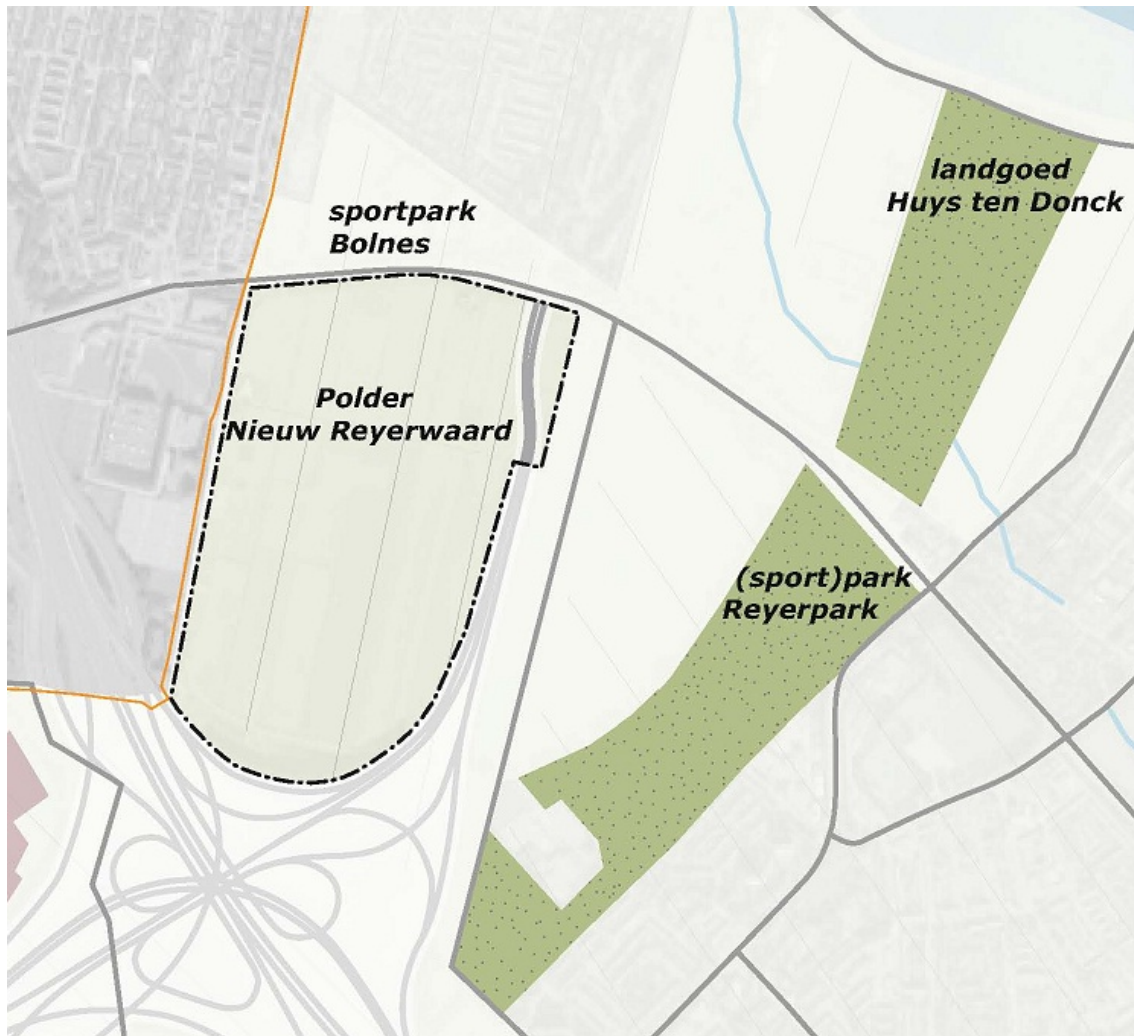 landgoed
Huys ten Donck
sportpark
Bolnes
Polder
Nieuw Reyerwaard
(sport)park
Reyerpark